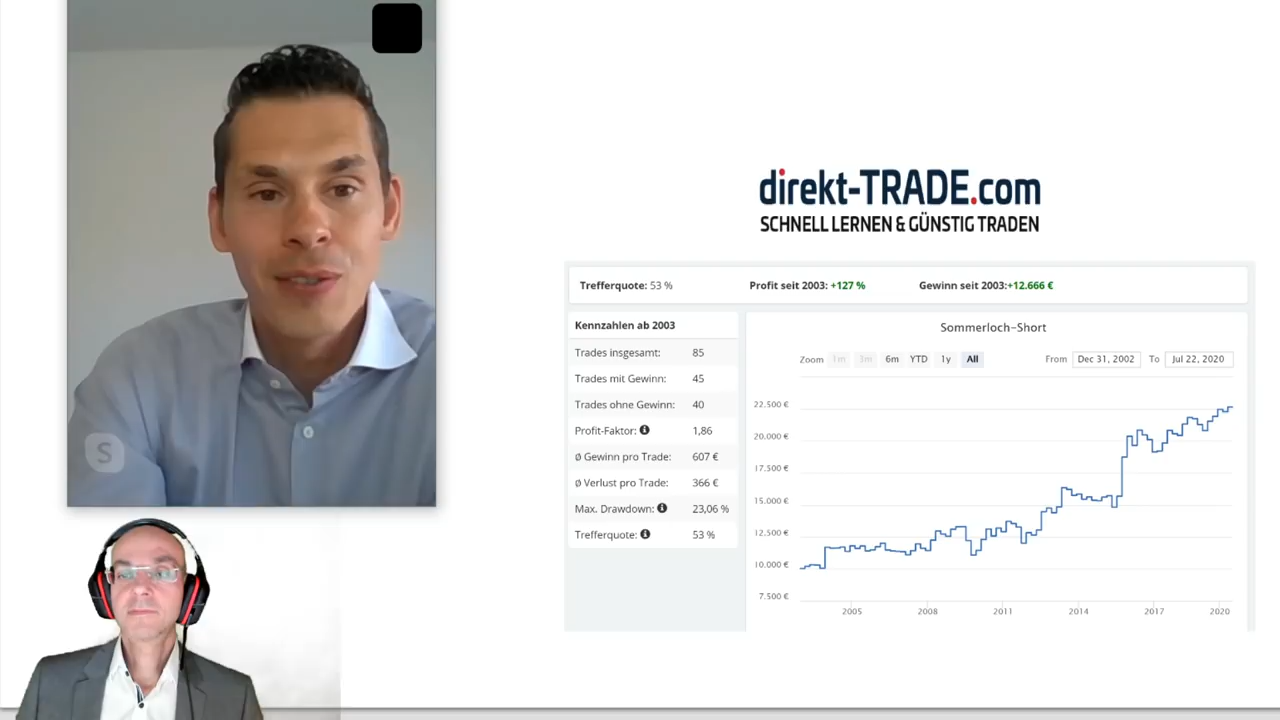 direkt-TRADE.com
SCHNELL LERNEN & GÜNSTIG TRADEN
Trefferquote: 53 % Profit seit 2003: +127 % Gewinn seit 2003:+12.666 €
Kennzahlen ab 2003
Trades insgesamt: 85
Trades mit Gewinn: 45
Trades ohne Gewinn: 40
Profit-Faktor: 1,86
Ø Gewinn pro Trade: 607 €
Ø Verlust pro Trade: 366 €
Max. Drawdown: 23,06 %
Trefferquote: 53 %
Sommerloch-Short
Zoom 1m 3m 6m YTD 1y All From Dec 31, 2002 To Jul 22, 2020
22.500 €
20.000 €
17.500 €
15.000 €
12.500 €
10.000 €
7.500 €
2005 2008 2011 2014 2017 2020
S